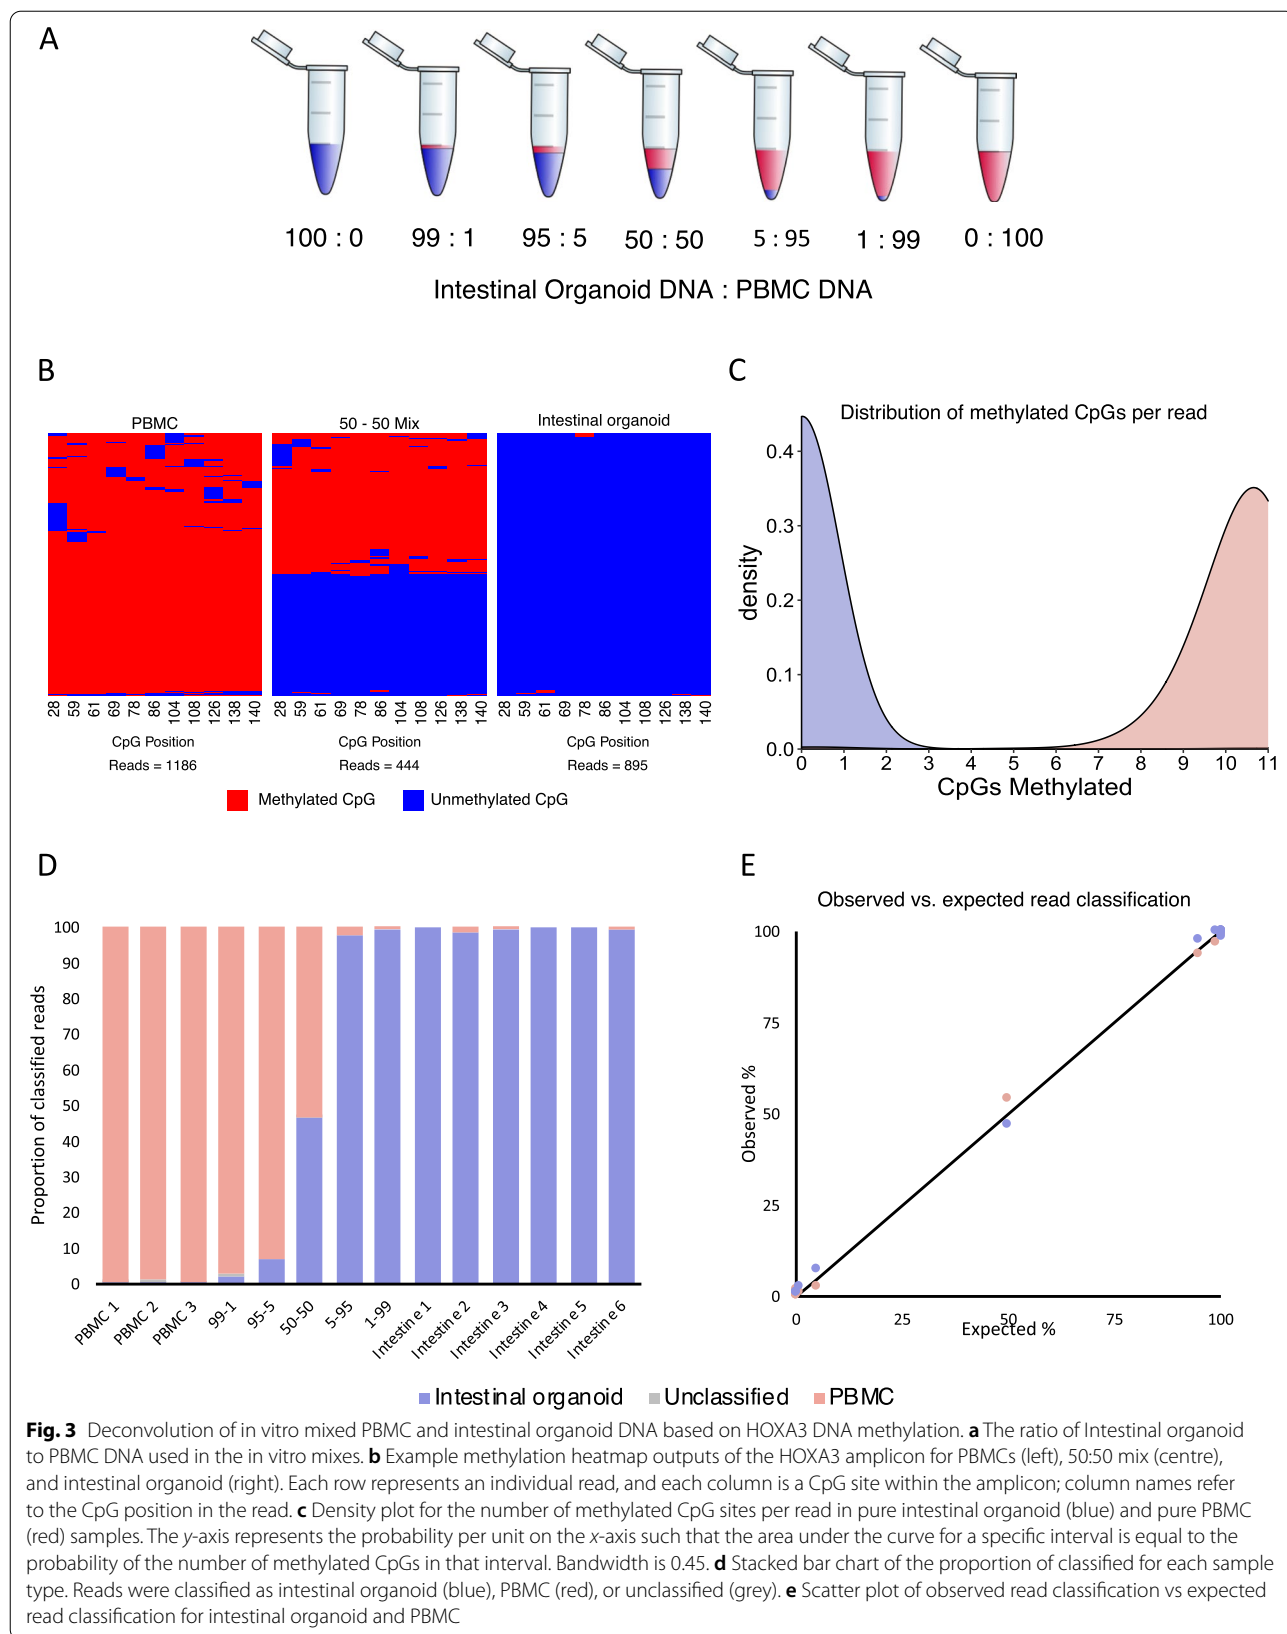 A
100 : 0
99 : 1
95 : 5
50 : 50
5 : 95
1 : 99
0 : 100
Intestinal Organoid DNA : PBMC DNA
B
PBMC
50 - 50 Mix
Intestinal organoid
28 59 61 69 78 86 104 108 126 138 140
28 59 61 69 78 86 104 108 126 138 140
28 59 61 69 78 86 104 108 126 138 140
CpG Position
CpG Position
CpG Position
Reads = 1186
Reads = 444
Reads = 895
Methylated CpG
Unmethylated CpG
C
Distribution of methylated CpGs per read
density
0.4
0.3
0.2
0.1
0.0
0 1 2 3 4 5 6 7 8 9 10 11
CpGs Methylated
D
Proportion of classified reads
100
90
80
70
60
50
40
30
20
10
0
PBMC 1
PBMC 2
PBMC 3
99-1
95-5
50-50
5-95
1-99
Intestine 1
Intestine 2
Intestine 3
Intestine 4
Intestine 5
Intestine 6
E
Observed vs. expected read classification
Observed %
100
75
50
25
0
0 25 50 75 100
Expected %
Intestinal organoid
Unclassified
PBMC
Fig. 3 Deconvolution of in vitro mixed PBMC and intestinal organoid DNA based on HOXA3 DNA methylation. a The ratio of Intestinal organoid
to PBMC DNA used in the in vitro mixes. b Example methylation heatmap outputs of the HOXA3 amplicon for PBMCs (left), 50:50 mix (centre),
and intestinal organoid (right). Each row represents an individual read, and each column is a CpG site within the amplicon; column names refer
to the CpG position in the read. c Density plot for the number of methylated CpG sites per read in pure intestinal organoid (blue) and pure PBMC
(red) samples. The y-axis represents the probability per unit on the x-axis such that the area under the curve for a specific interval is equal to the
probability of the number of methylated CpGs in that interval. Bandwidth is 0.45. d Stacked bar chart of the proportion of classified for each sample
type. Reads were classified as intestinal organoid (blue), PBMC (red), or unclassified (grey). e Scatter plot of observed read classification vs expected
read classification for intestinal organoid and PBMC